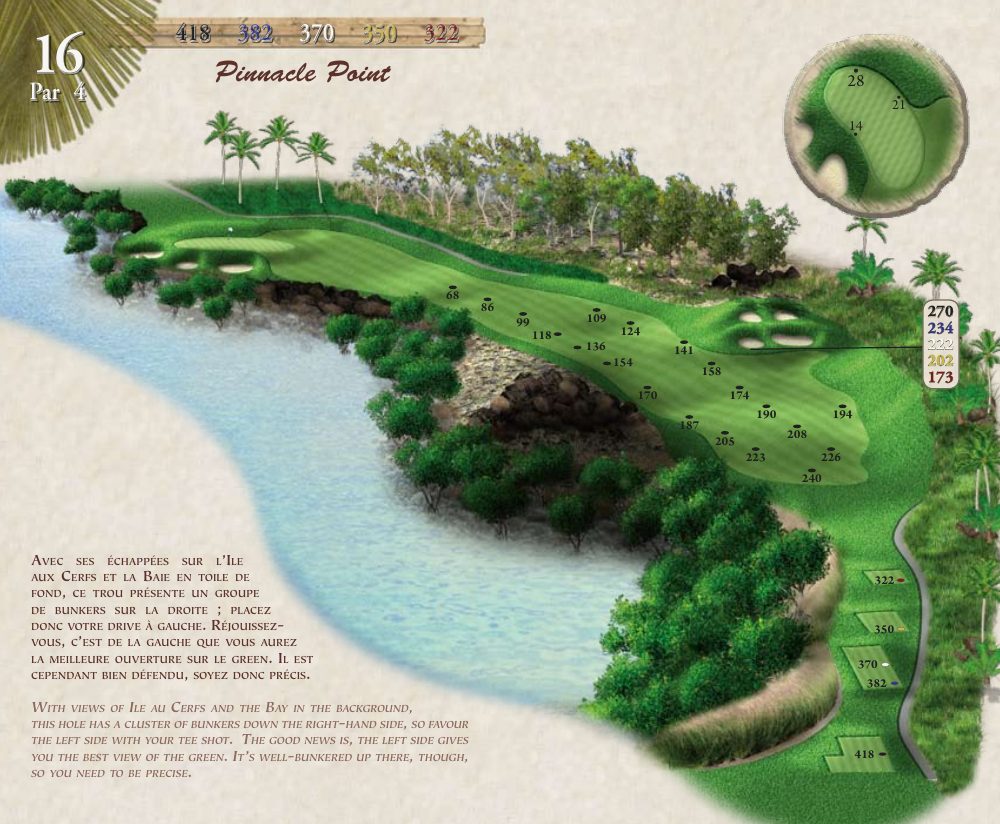 418 382 370 350 322
16
Par 4
Pinnacle Point
28
21
14
270
234
222
202
173
68
86
99
109
118
124
136
141
154
158
170
174
187
190
194
205
208
223
226
240
322
350
370
382
418
Avec ses échappées sur l'Ile
aux Cerfs et la Baie en toile de
fond, ce trou présente un groupe
de bunkers sur la droite ; placez
donc votre drive à gauche. Réjouissez-
vous, c'est de la gauche que vous aurez
la meilleure ouverture sur le green. Il est
cependant bien défendu, soyez donc précis.
With views of Ile au Cerfs and the Bay in the background,
this hole has a cluster of bunkers down the right-hand side, so favour
the left side with your tee shot. The good news is, the left side gives
you the best view of the green. It's well-bunkered up there, though,
so you need to be precise.